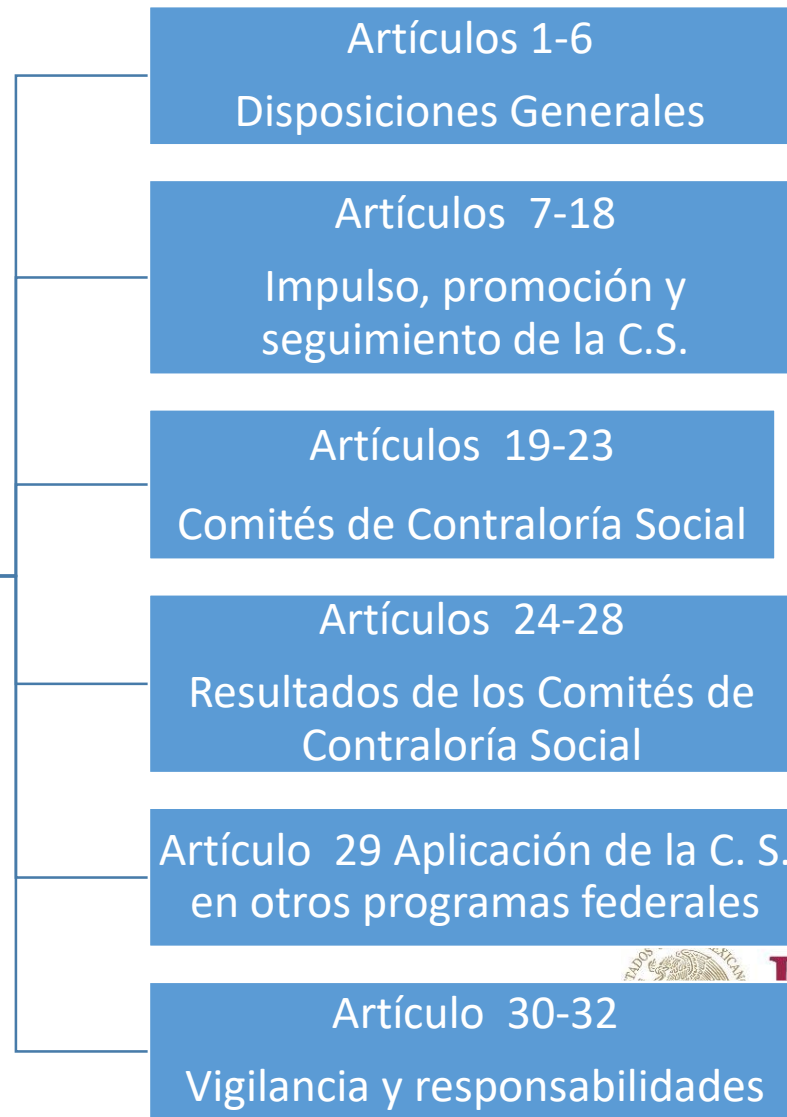 Artículos 1-6
Disposiciones Generales
Artículos 7-18
Impulso, promoción y
seguimiento de la C.S.
Artículos 19-23
Comités de Contraloría Social
Artículos 24-28
Resultados de los Comités de
Contraloría Social
Artículo 29 Aplicación de la C. S.
en otros programas federales
Artículo 30-32
Vigilancia y responsabilidades